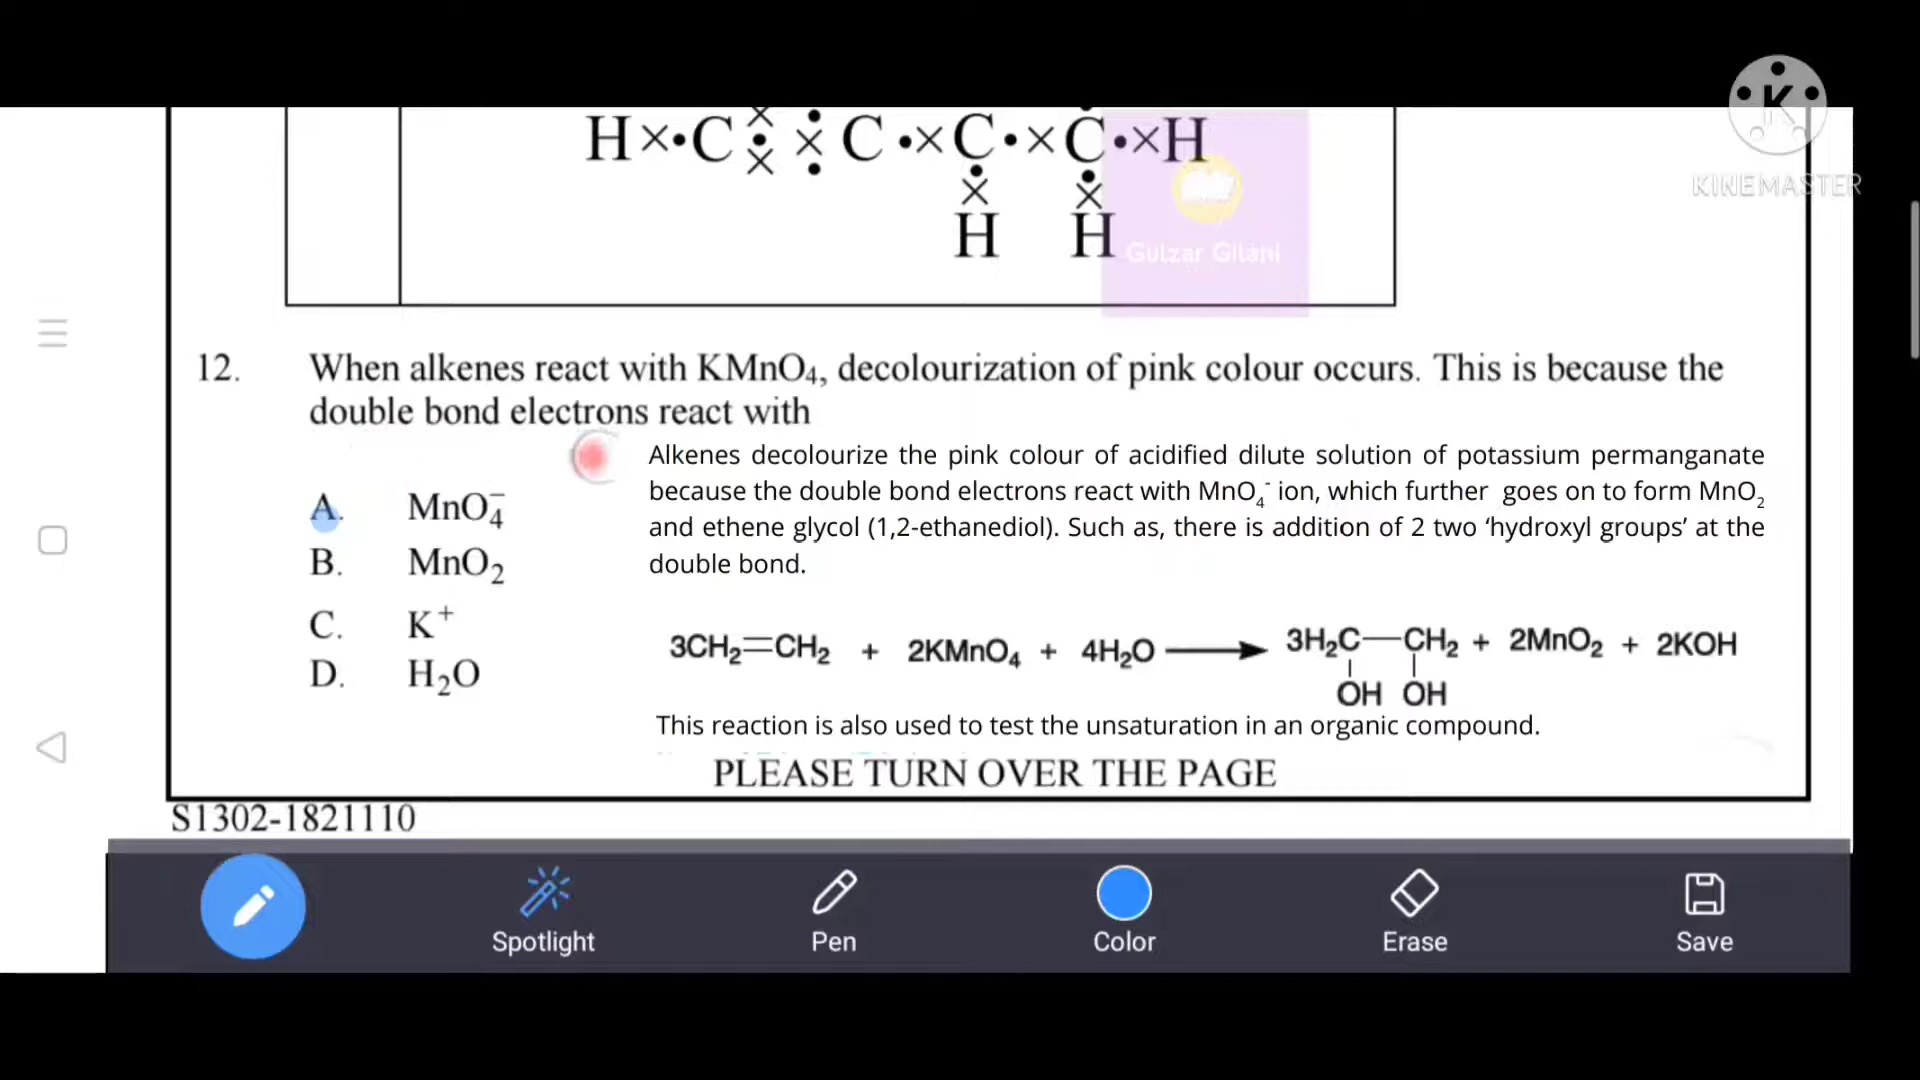 H×•C ⁝ ⁝ C•×C•×C•×H
H H
Gulzar Gilani
K
KINEMASTER
12. When alkenes react with KMnO₄, decolourization of pink colour occurs. This is because the
double bond electrons react with
Alkenes decolourize the pink colour of acidified dilute solution of potassium permanganate
because the double bond electrons react with MnO₄⁻ ion, which further goes on to form MnO₂
and ethene glycol (1,2-ethanediol). Such as, there is addition of 2 two ‘hydroxyl groups’ at the
double bond.
A. MnO₄⁻
B. MnO₂
C. K⁺
D. H₂O
3CH₂═CH₂ + 2KMnO₄ + 4H₂O ⟶ 3H₂C—CH₂ + 2MnO₂ + 2KOH
OH OH
This reaction is also used to test the unsaturation in an organic compound.
PLEASE TURN OVER THE PAGE
S1302-1821110
Spotlight
Pen
Color
Erase
Save